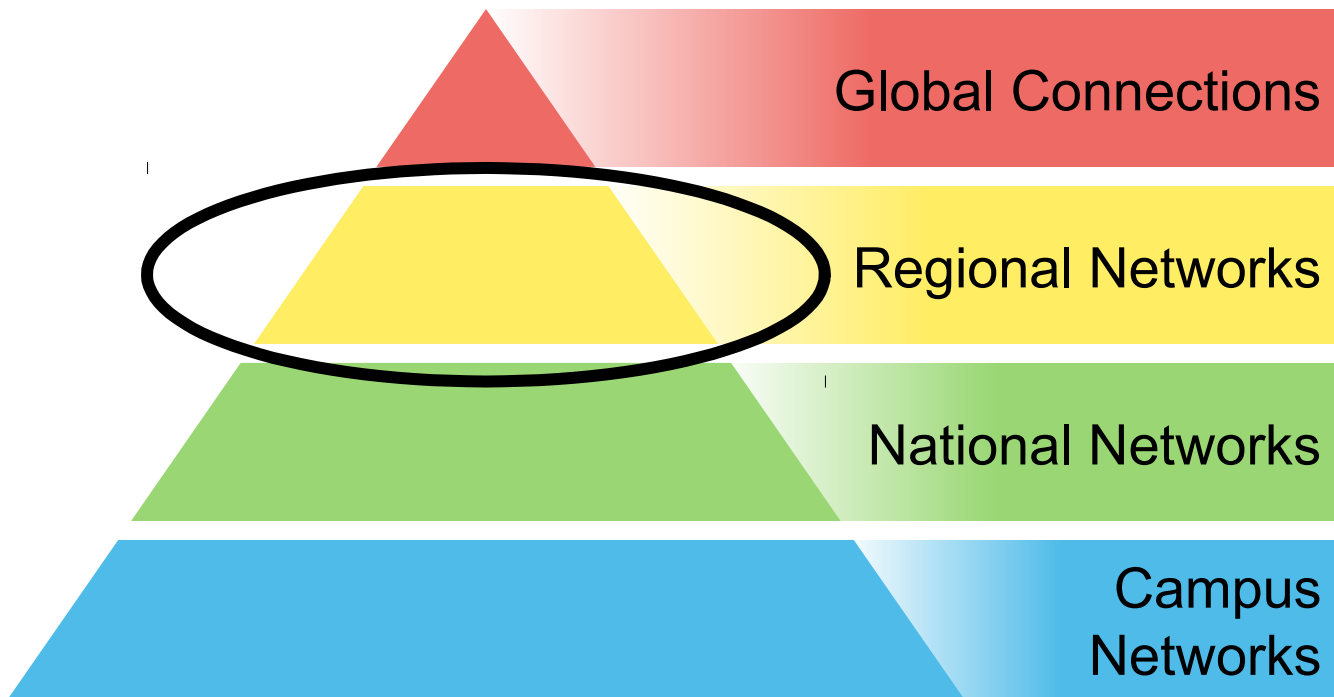 Global Connections
Regional Networks
National Networks
Campus
Networks